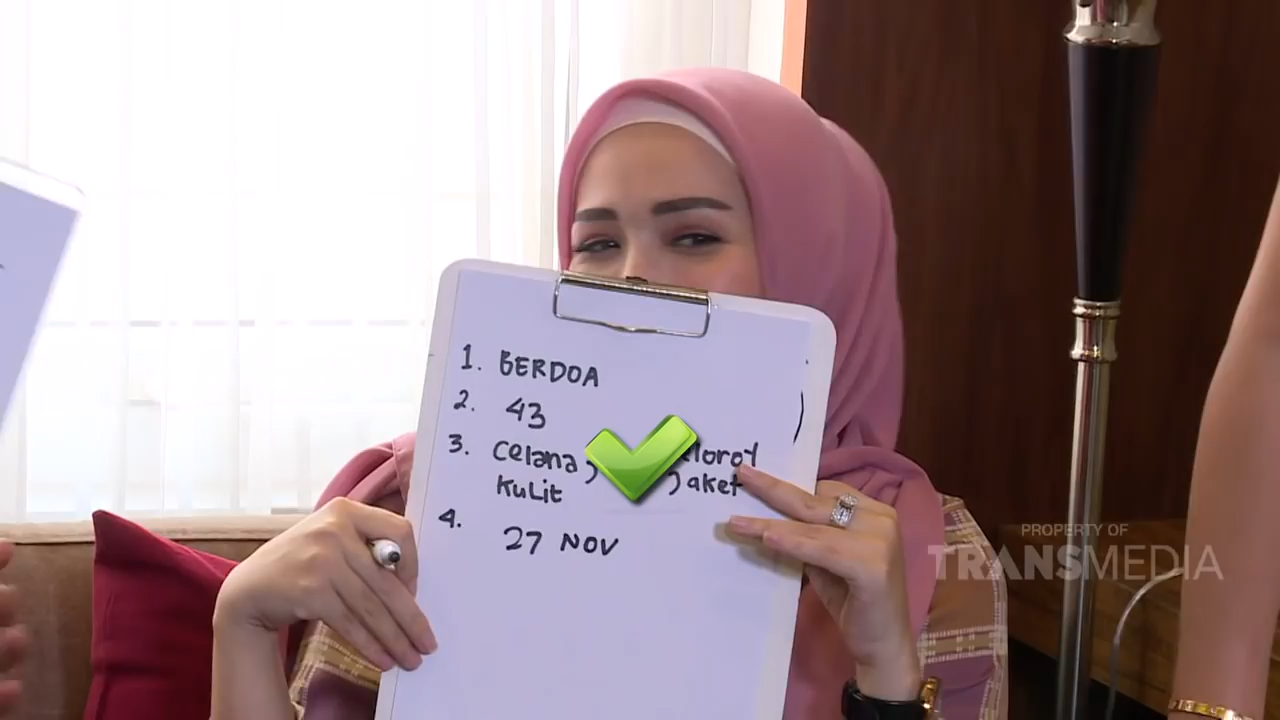 1. BERDOA
2. 43
3. Celana,
kulit jaket
4. 27 NOV
PROPERTY OF
TRANSMEDIA